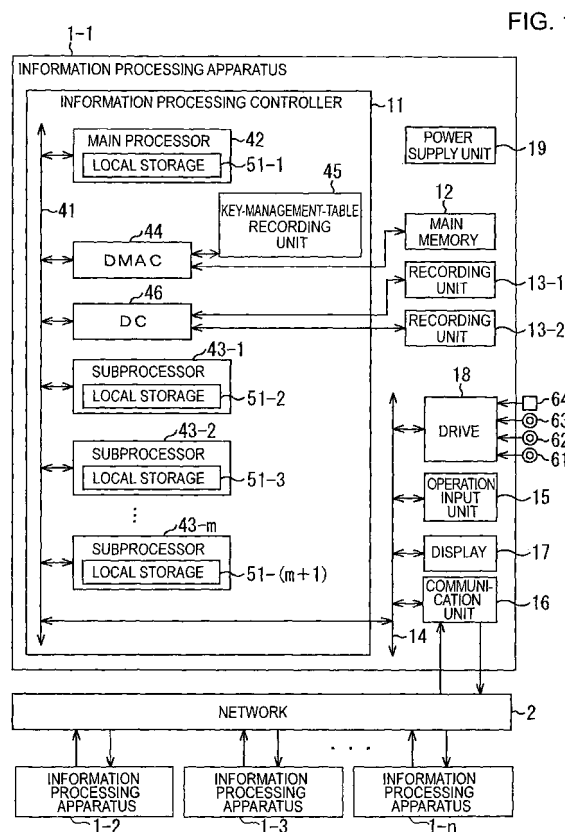 FIG. 1
1-1
INFORMATION PROCESSING APPARATUS
INFORMATION PROCESSING CONTROLLER
11
MAIN PROCESSOR
42
LOCAL STORAGE
51-1
POWER
SUPPLY UNIT
19
41
44
45
KEY-MANAGEMENT-TABLE
RECORDING
UNIT
12
MAIN
MEMORY
DMAC
46
DC
RECORDING
UNIT
13-1
RECORDING
UNIT
13-2
43-1
SUBPROCESSOR
LOCAL STORAGE
51-2
18
DRIVE
64
63
62
61
43-2
SUBPROCESSOR
LOCAL STORAGE
51-3
OPERATION
INPUT
UNIT
15
43-m
SUBPROCESSOR
LOCAL STORAGE
51-(m+1)
DISPLAY
17
COMMUNI-
CATION
UNIT
16
14
NETWORK
2
INFORMATION
PROCESSING
APPARATUS
1-2
INFORMATION
PROCESSING
APPARATUS
1-3
. . .
INFORMATION
PROCESSING
APPARATUS
1-n